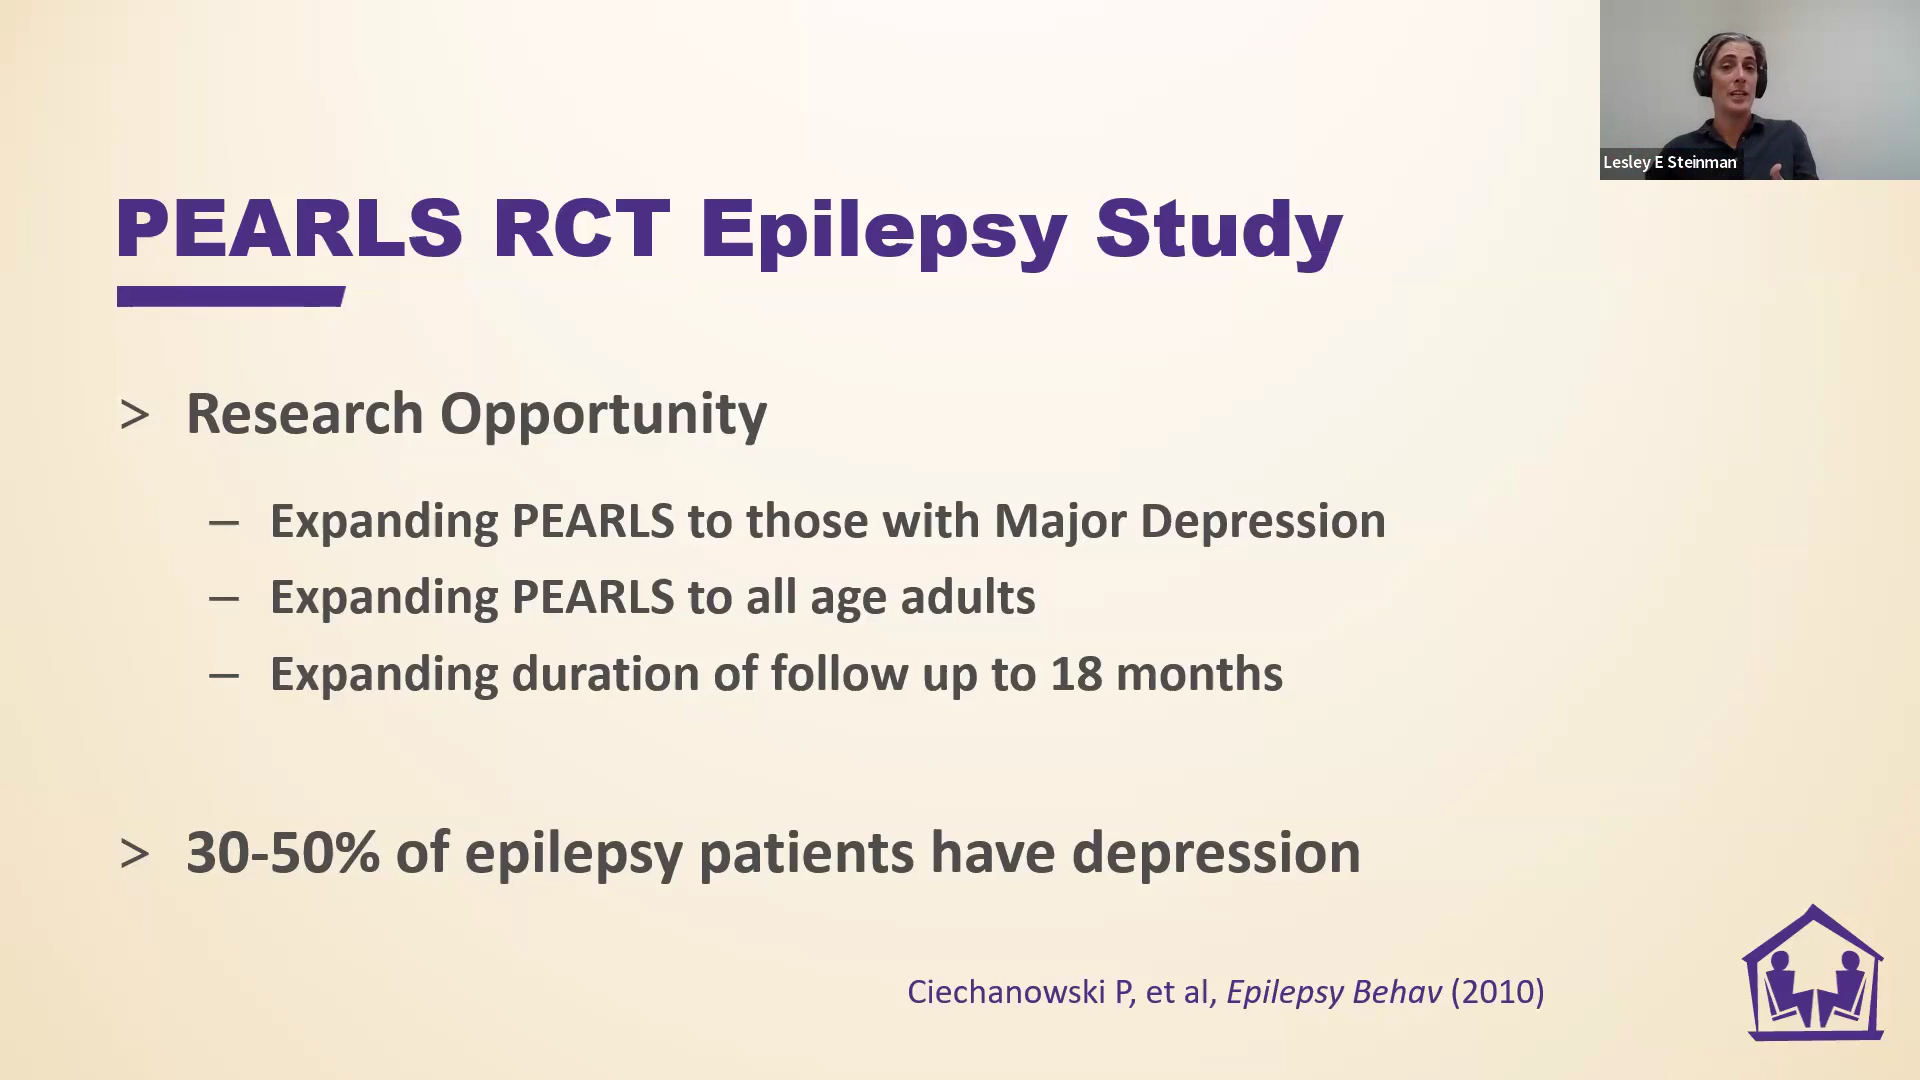 Lesley E Steinman
PEARLS RCT Epilepsy Study
> Research Opportunity
– Expanding PEARLS to those with Major Depression
– Expanding PEARLS to all age adults
– Expanding duration of follow up to 18 months
> 30-50% of epilepsy patients have depression
Ciechanowski P, et al, Epilepsy Behav (2010)